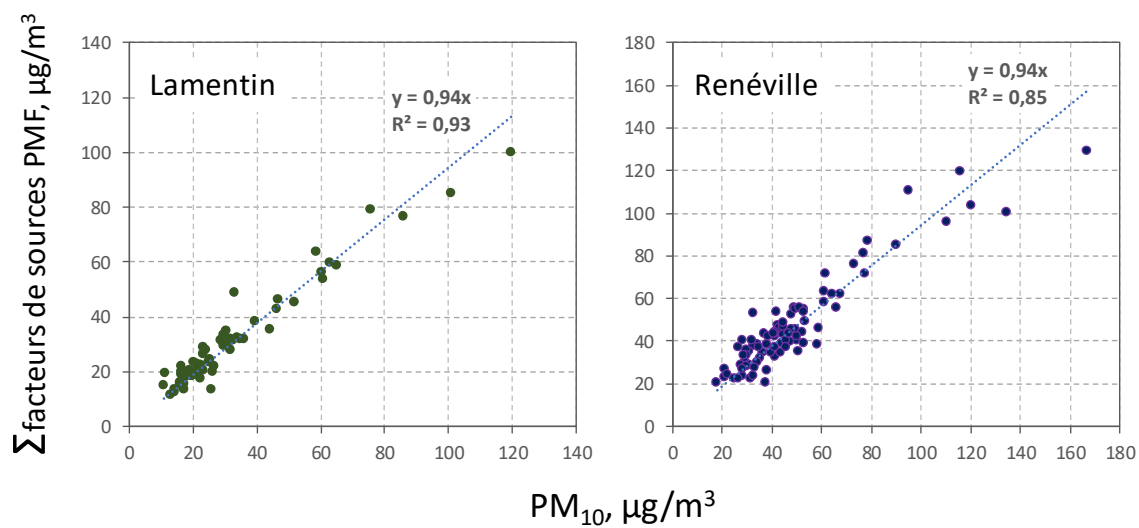 Σfacteurs de sources PMF, µg/m³
140
120
100
80
60
40
20
0
Lamentin
y = 0,94x
R² = 0,93
0 20 40 60 80 100 120 140
180
160
140
120
100
80
60
40
20
0
Renéville
y = 0,94x
R² = 0,85
0 20 40 60 80 100 120 140 160 180
PM₁₀, µg/m³